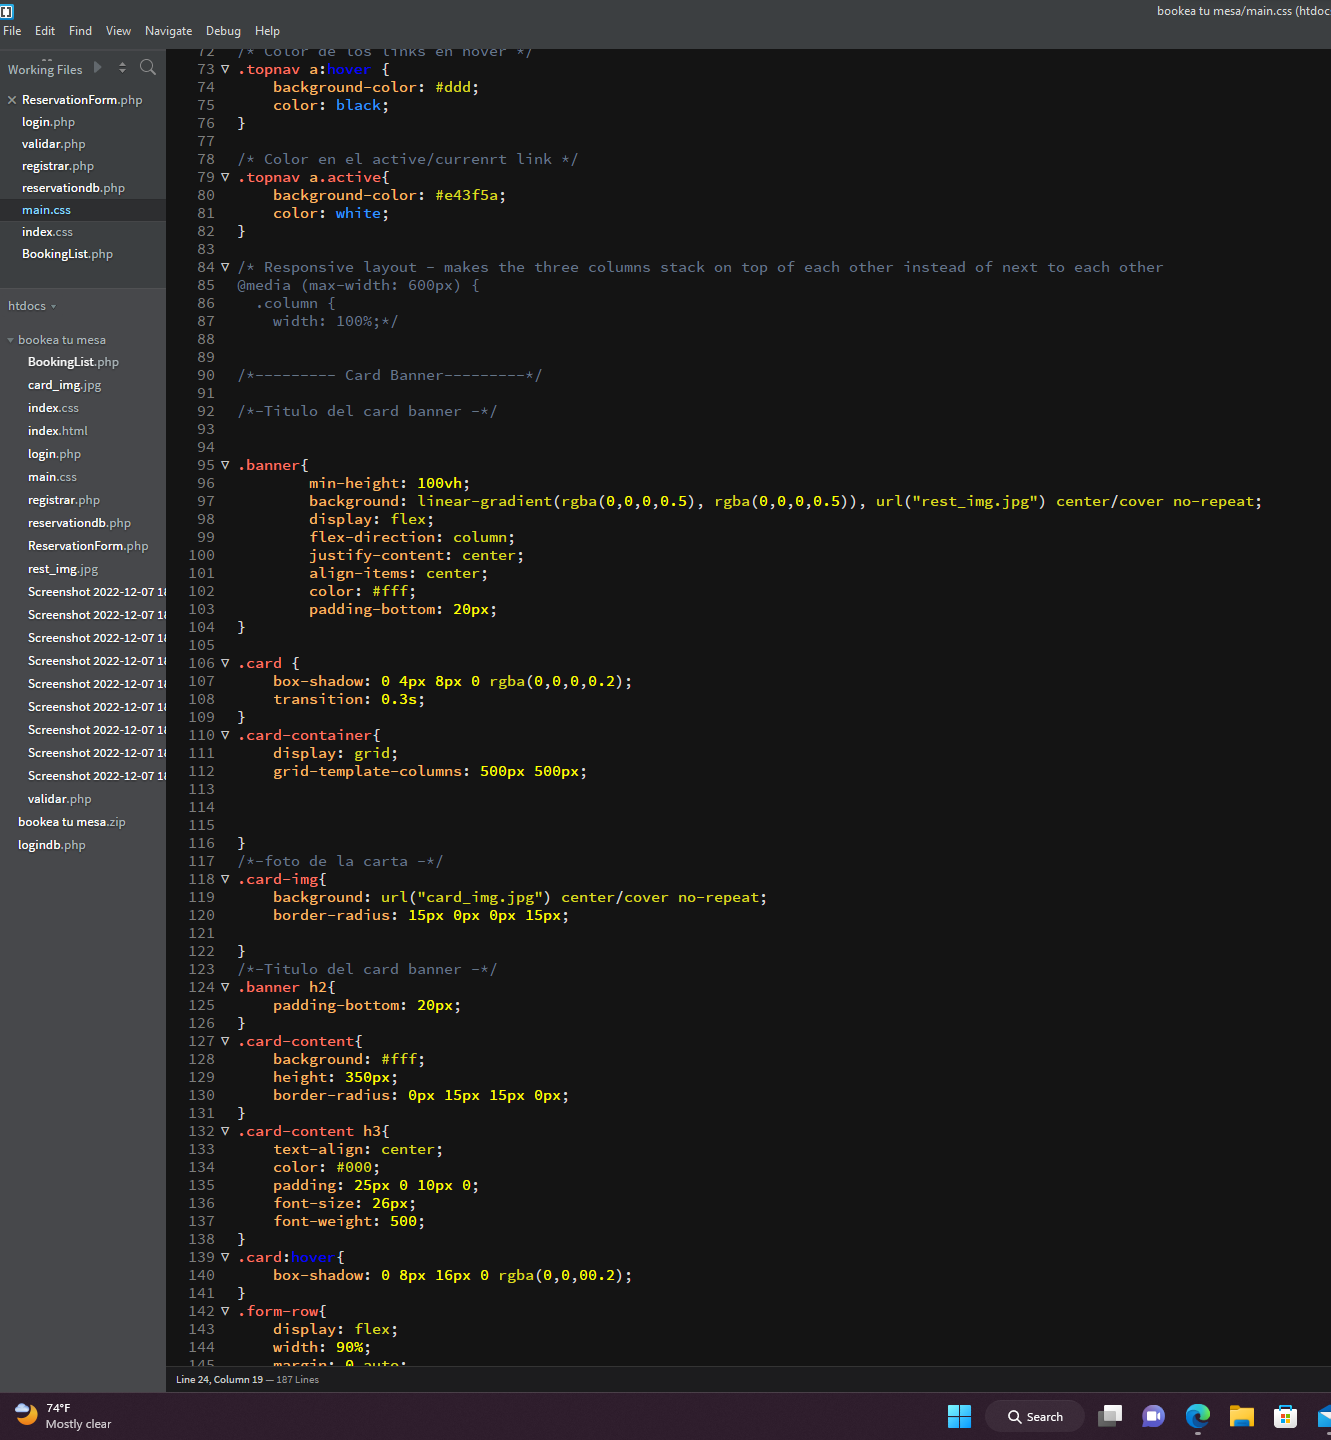 bookea tu mesa/main.css (htdoc
File Edit Find View Navigate Debug Help
Working Files
ReservationForm.php
login.php
validar.php
registrar.php
reservationdb.php
main.css
index.css
BookingList.php
htdocs
bookea tu mesa
BookingList.php
card_img.jpg
index.css
index.html
login.php
main.css
registrar.php
reservationdb.php
ReservationForm.php
rest_img.jpg
Screenshot 2022-12-07 18
Screenshot 2022-12-07 18
Screenshot 2022-12-07 18
Screenshot 2022-12-07 18
Screenshot 2022-12-07 18
Screenshot 2022-12-07 18
Screenshot 2022-12-07 18
Screenshot 2022-12-07 18
Screenshot 2022-12-07 18
validar.php
bookea tu mesa.zip
logindb.php
72 /* Color de los links en hover */
73 .topnav a:hover {
74 background-color: #ddd;
75 color: black;
76 }
77
78 /* Color en el active/currenrt link */
79 .topnav a.active{
80 background-color: #e43f5a;
81 color: white;
82 }
83
84 /* Responsive layout - makes the three columns stack on top of each other instead of next to each other
85 @media (max-width: 600px) {
86 .column {
87 width: 100%;*/
88
89
90 /*--------- Card Banner---------*/
91
92 /*-Titulo del card banner -*/
93
94
95 .banner{
96 min-height: 100vh;
97 background: linear-gradient(rgba(0,0,0,0.5), rgba(0,0,0,0.5)), url("rest_img.jpg") center/cover no-repeat;
98 display: flex;
99 flex-direction: column;
100 justify-content: center;
101 align-items: center;
102 color: #fff;
103 padding-bottom: 20px;
104 }
105
106 .card {
107 box-shadow: 0 4px 8px 0 rgba(0,0,0,0.2);
108 transition: 0.3s;
109 }
110 .card-container{
111 display: grid;
112 grid-template-columns: 500px 500px;
113
114
115
116 }
117 /*-foto de la carta -*/
118 .card-img{
119 background: url("card_img.jpg") center/cover no-repeat;
120 border-radius: 15px 0px 0px 15px;
121
122 }
123 /*-Titulo del card banner -*/
124 .banner h2{
125 padding-bottom: 20px;
126 }
127 .card-content{
128 background: #fff;
129 height: 350px;
130 border-radius: 0px 15px 15px 0px;
131 }
132 .card-content h3{
133 text-align: center;
134 color: #000;
135 padding: 25px 0 10px 0;
136 font-size: 26px;
137 font-weight: 500;
138 }
139 .card:hover{
140 box-shadow: 0 8px 16px 0 rgba(0,0,00.2);
141 }
142 .form-row{
143 display: flex;
144 width: 90%;
145 margin: 0 auto;
Line 24, Column 19 — 187 Lines
74°F
Mostly clear
Search